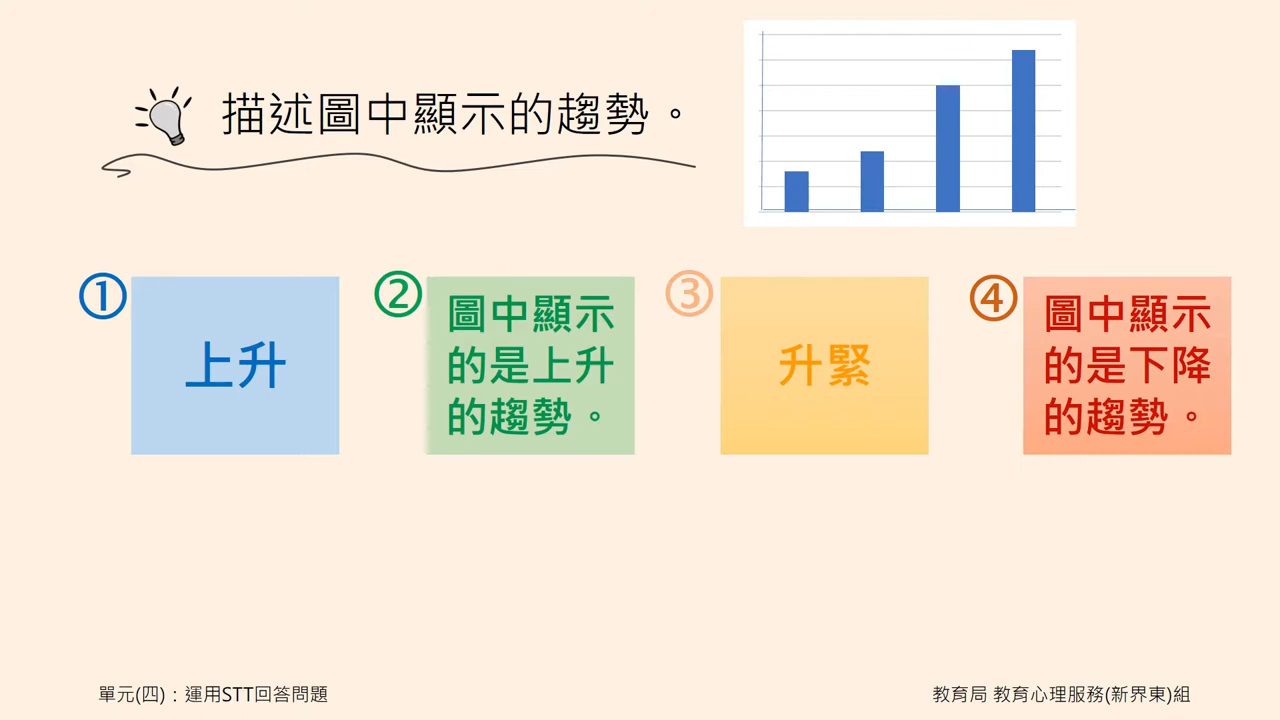 描述圖中顯示的趨勢。
①
上升
②
圖中顯示
的是上升
的趨勢。
③
升緊
④
圖中顯示
的是下降
的趨勢。
單元(四)：運用STT回答問題
教育局 教育心理服務(新界東)組